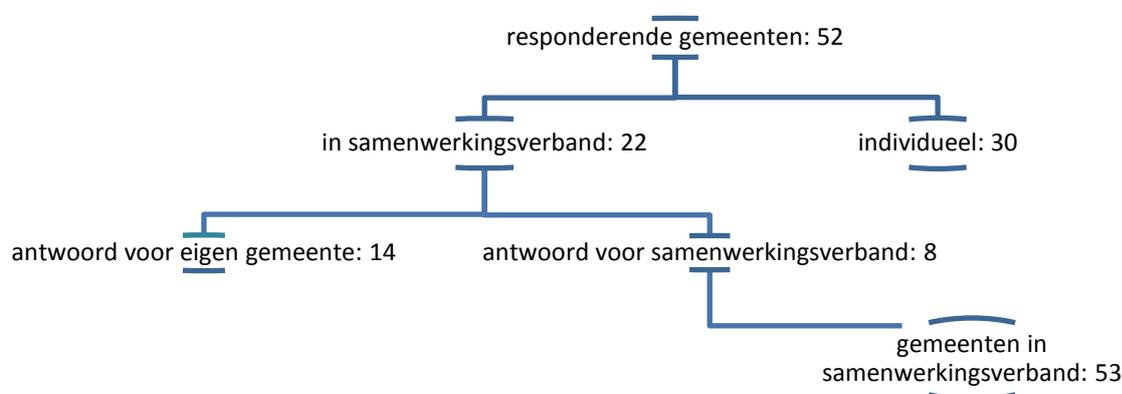 responderende gemeenten: 52
in samenwerkingsverband: 22
individueel: 30
antwoord voor eigen gemeente: 14
antwoord voor samenwerkingsverband: 8
gemeenten in
samenwerkingsverband: 53